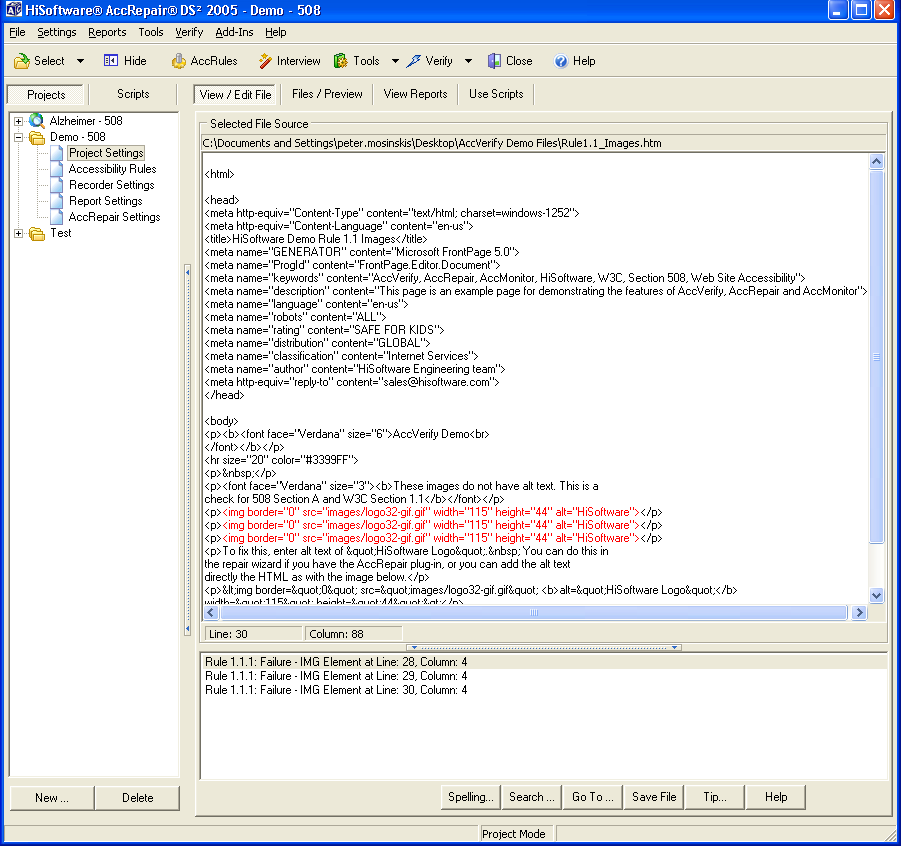 HiSoftware® AccRepair® DS² 2005 - Demo - 508
File Settings Reports Tools Verify Add-Ins Help
Select Hide AccRules Interview Tools Verify Close Help
Projects Scripts
View / Edit File Files / Preview View Reports Use Scripts
Alzheimer - 508
Demo - 508
Project Settings
Accessibility Rules
Recorder Settings
Report Settings
AccRepair Settings
Test
New ... Delete
Selected File Source
C:\Documents and Settings\peter.mosinskis\Desktop\AccVerify Demo Files\Rule1.1_Images.htm
<html>
<head>
<meta http-equiv="Content-Type" content="text/html; charset=windows-1252">
<meta http-equiv="Content-Language" content="en-us">
<title>HiSoftware Demo Rule 1.1 Images</title>
<meta name="GENERATOR" content="Microsoft FrontPage 5.0">
<meta name="ProgId" content="FrontPage.Editor.Document">
<meta name="keywords" content="AccVerify, AccRepair, AccMonitor, HiSoftware, W3C, Section 508, Web Site Accessibility">
<meta name="description" content="This page is an example page for demonstrating the features of AccVerify, AccRepair and AccMonitor">
<meta name="language" content="en-us">
<meta name="robots" content="ALL">
<meta name="rating" content="SAFE FOR KIDS">
<meta name="distribution" content="GLOBAL">
<meta name="classification" content="Internet Services">
<meta name="author" content="HiSoftware Engineering team">
<meta http-equiv="reply-to" content="sales@hisoftware.com">
</head>
<body>
<p><b><font face="Verdana" size="6">AccVerify Demo<br>
</font></b></p>
<hr size="20" color="#3399FF">
<p>&nbsp;</p>
<p><font face="Verdana" size="3"><b>These images do not have alt text. This is a
check for 508 Section A and W3C Section 1.1</b></font></p>
<p><img border="0" src="images/logo32-gif.gif" width="115" height="44" alt="HiSoftware"></p>
<p><img border="0" src="images/logo32-gif.gif" width="115" height="44" alt="HiSoftware"></p>
<p><img border="0" src="images/logo32-gif.gif" width="115" height="44" alt="HiSoftware"></p>
<p>To fix this, enter alt text of &quot;HiSoftware Logo&quot;.&nbsp; You can do this in
the repair wizard if you have the AccRepair plug-in, or you can add the alt text
directly the HTML as with the image below.</p>
<p>&lt;img border=&quot;0&quot; src=&quot;images/logo32-gif.gif&quot; <b>alt=&quot;HiSoftware Logo&quot;</b>
width=&quot;115&quot; height=&quot;44&quot;&gt;</p>
Line: 30 Column: 88
Rule 1.1.1: Failure - IMG Element at Line: 28, Column: 4
Rule 1.1.1: Failure - IMG Element at Line: 29, Column: 4
Rule 1.1.1: Failure - IMG Element at Line: 30, Column: 4
Spelling... Search ... Go To ... Save File Tip... Help
Project Mode